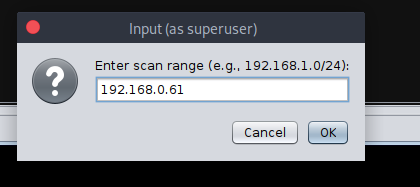 Input (as superuser)
Enter scan range (e.g., 192.168.1.0/24):
192.168.0.61
Cancel
OK